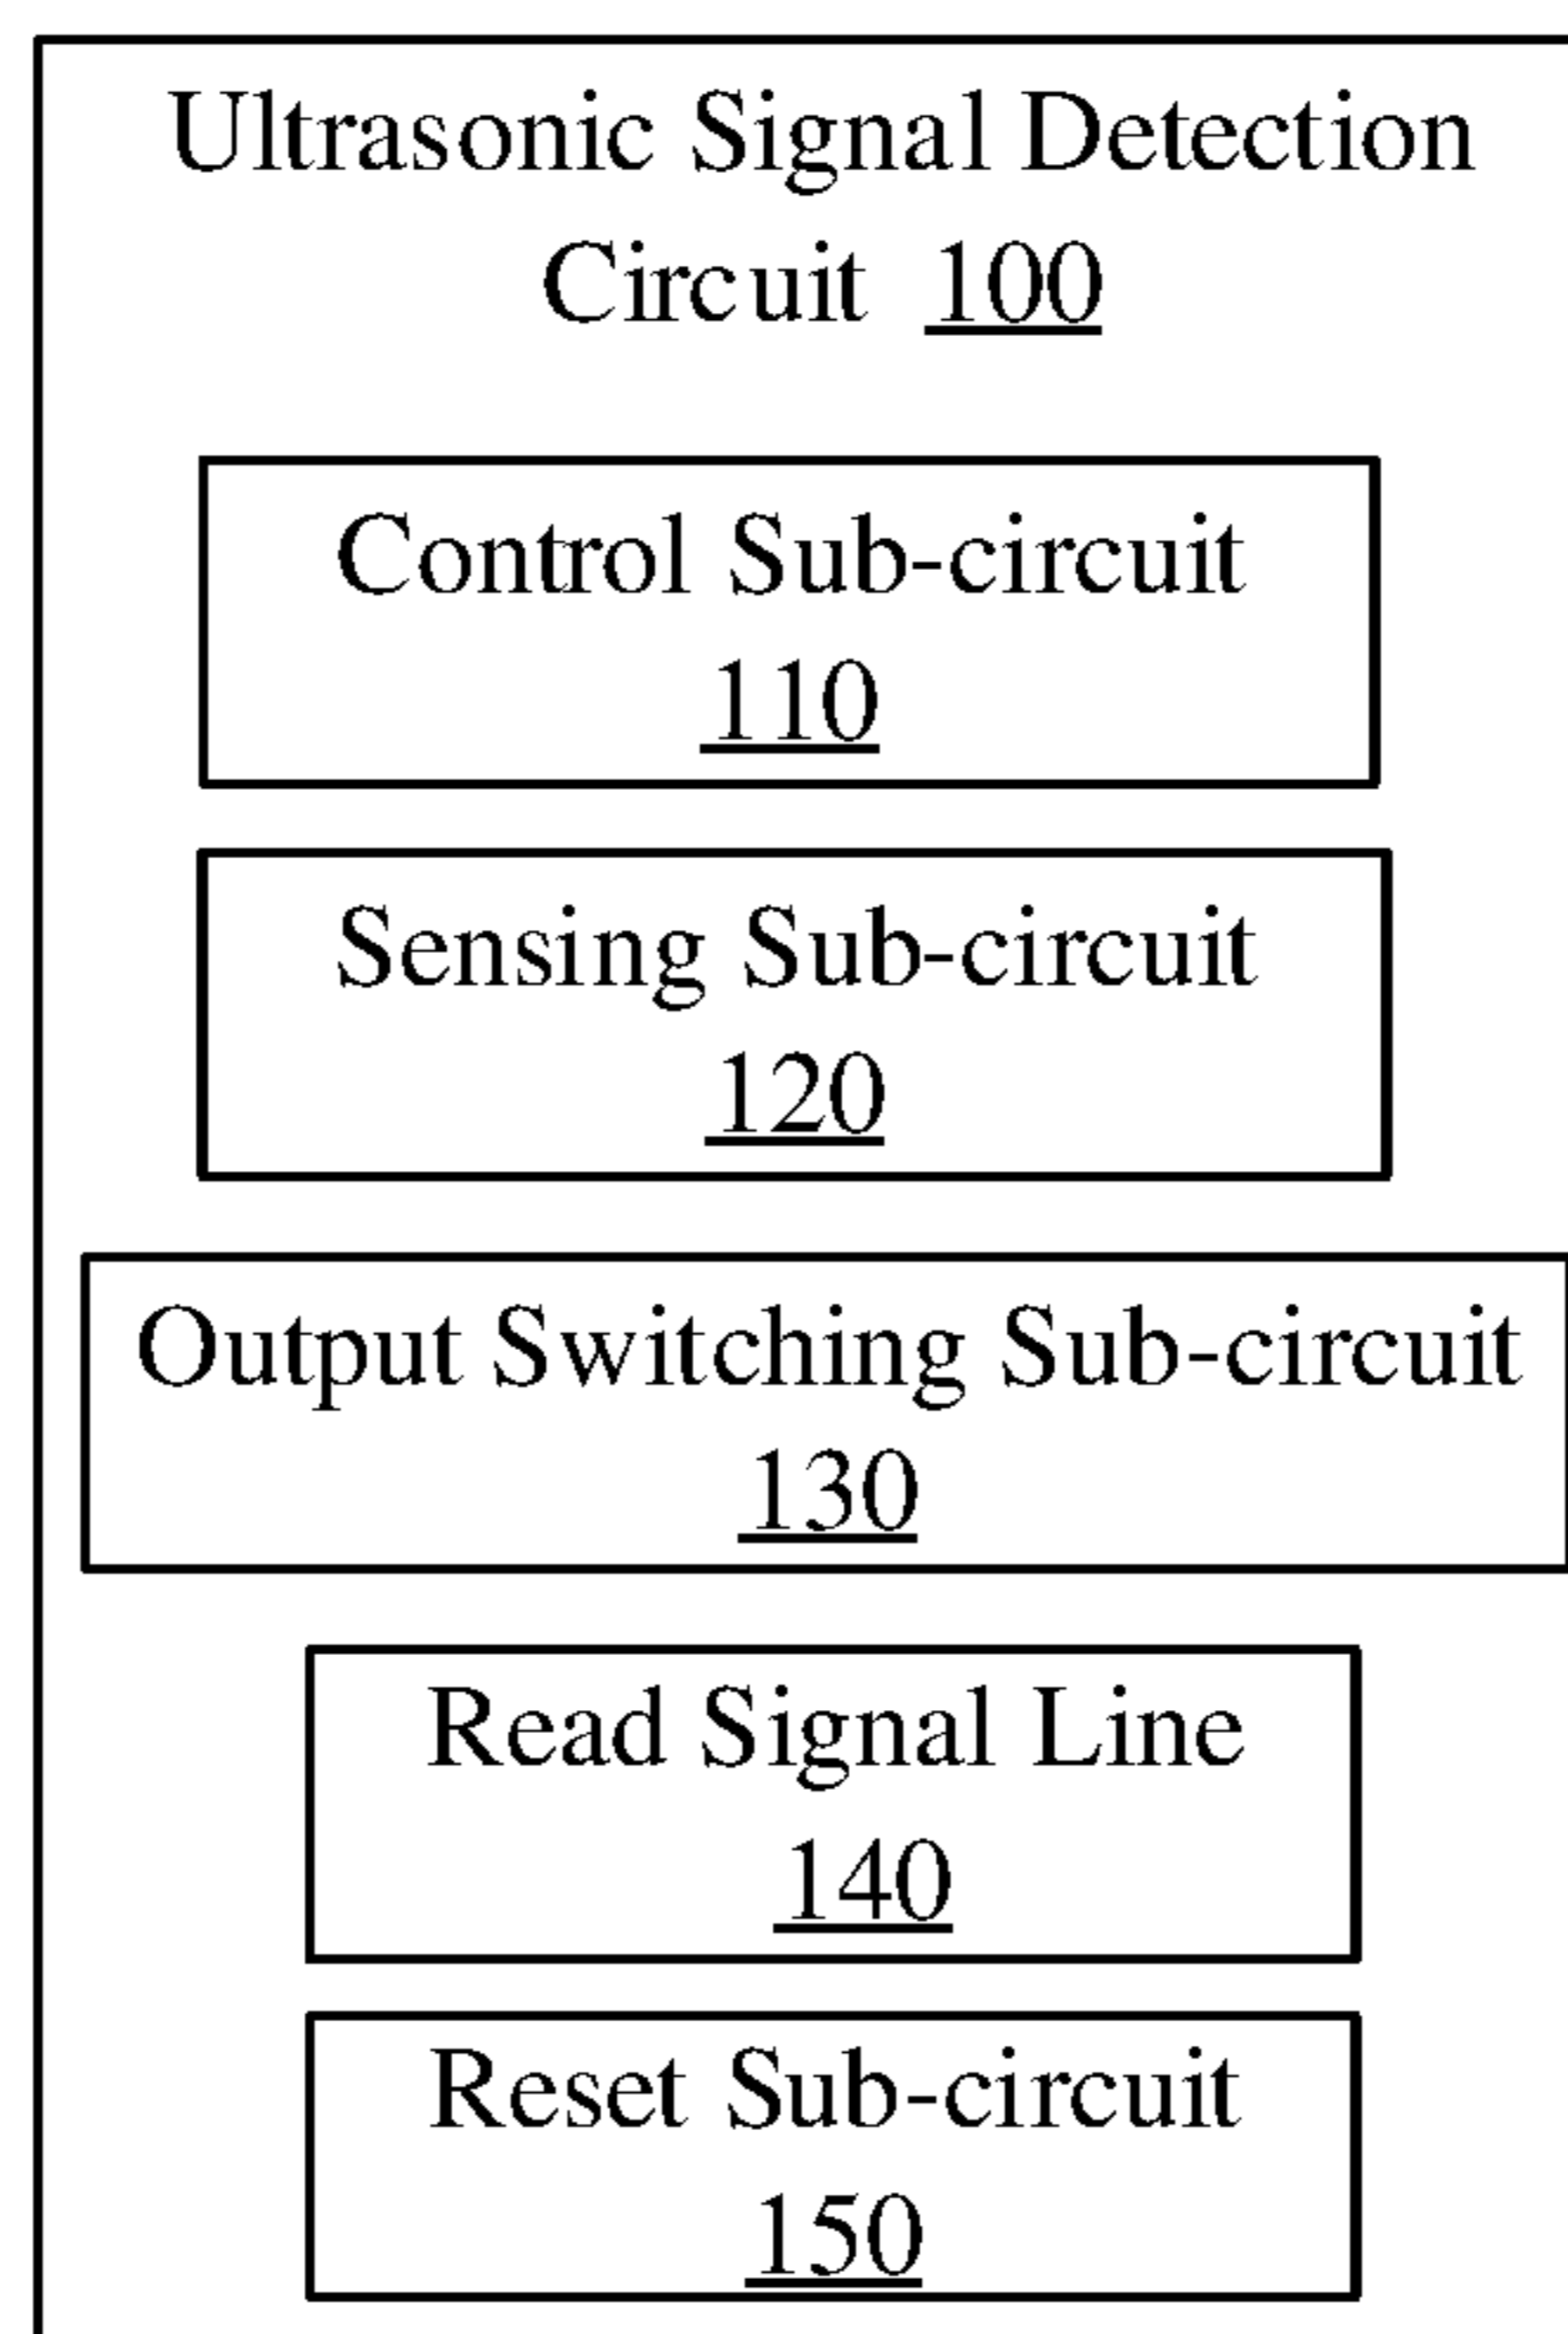 Ultrasonic Signal Detection
Circuit 100
Control Sub-circuit
110
Sensing Sub-circuit
120
Output Switching Sub-circuit
130
Read Signal Line
140
Reset Sub-circuit
150